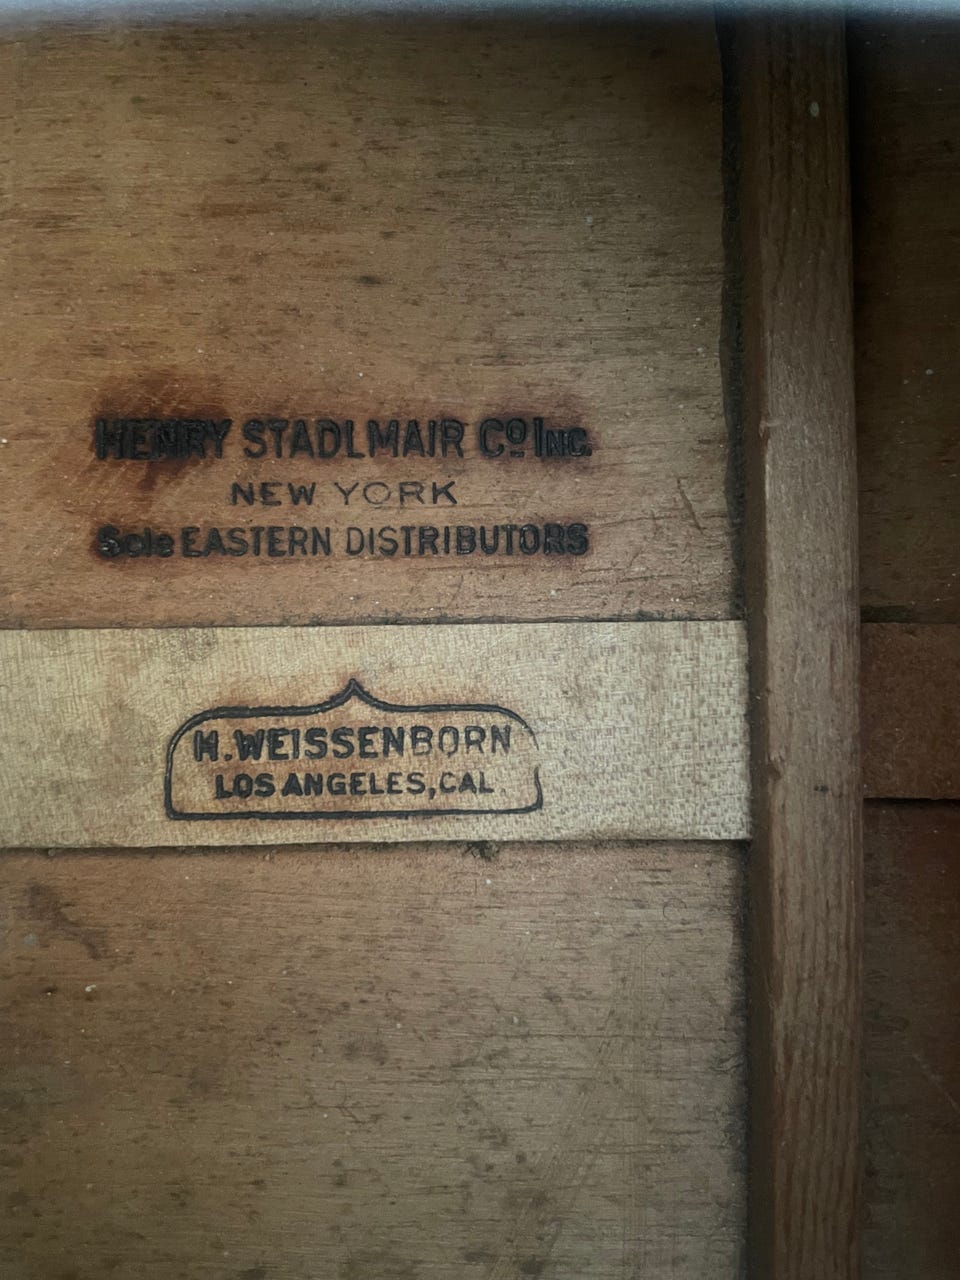 HENRY STADLMAIR Cº INC.
NEW YORK
Sole EASTERN DISTRIBUTORS
H. WEISSENBORN
LOS ANGELES, CAL.